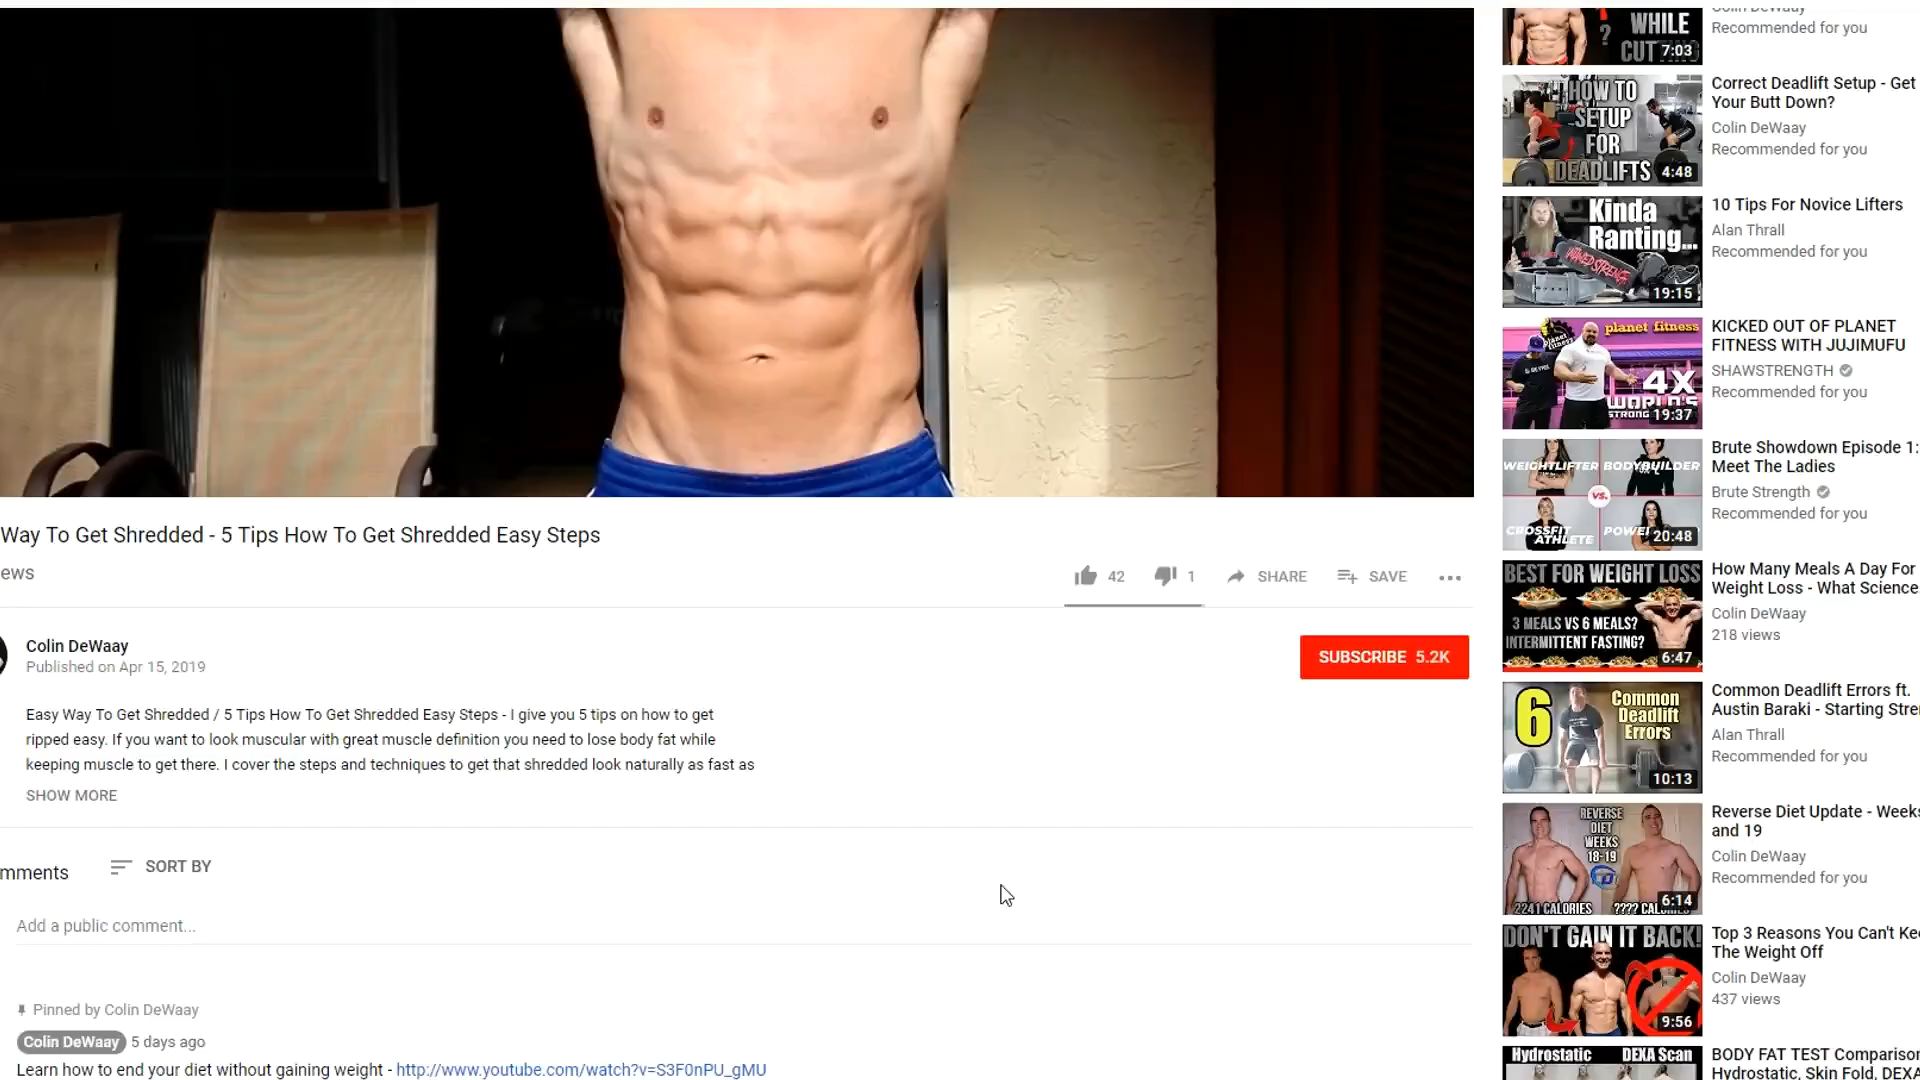 Way To Get Shredded - 5 Tips How To Get Shredded Easy Steps
ews
42
1
SHARE
SAVE
Colin DeWaay
Published on Apr 15, 2019
SUBSCRIBE 5.2K
Easy Way To Get Shredded / 5 Tips How To Get Shredded Easy Steps - I give you 5 tips on how to get
ripped easy. If you want to look muscular with great muscle definition you need to lose body fat while
keeping muscle to get there. I cover the steps and techniques to get that shredded look naturally as fast as
SHOW MORE
mments
SORT BY
Add a public comment...
Pinned by Colin DeWaay
Colin DeWaay 5 days ago
Learn how to end your diet without gaining weight - http://www.youtube.com/watch?v=S3F0nPU_gMU
WHILE
?
7:03
Colin DeWaay
Recommended for you
HOW TO
SETUP
FOR
DEADLIFTS
4:48
Correct Deadlift Setup - Get
Your Butt Down?
Colin DeWaay
Recommended for you
Kinda
Ranting...
19:15
10 Tips For Novice Lifters
Alan Thrall
Recommended for you
planet fitness
4X
WORLD'S
STRONG
19:37
KICKED OUT OF PLANET
FITNESS WITH JUJIMUFU
SHAWSTRENGTH
Recommended for you
WEIGHTLIFTER BODYBUILDER
VS.
CROSSFIT
ATHLETE
20:48
Brute Showdown Episode 1:
Meet The Ladies
Brute Strength
Recommended for you
BEST FOR WEIGHT LOSS
3 MEALS VS 6 MEALS?
INTERMITTENT FASTING?
6:47
How Many Meals A Day For
Weight Loss - What Science
Colin DeWaay
218 views
6
Common
Deadlift
Errors
10:13
Common Deadlift Errors ft.
Austin Baraki - Starting Stre
Alan Thrall
Recommended for you
REVERSE
DIET
WEEKS
18-19
2241 CALORIES
6:14
Reverse Diet Update - Weeks
and 19
Colin DeWaay
Recommended for you
DON'T GAIN IT BACK!
9:56
Top 3 Reasons You Can't Kee
The Weight Off
Colin DeWaay
437 views
Hydrostatic DEXA Scan
BODY FAT TEST Comparison
Hydrostatic, Skin Fold, DEXA